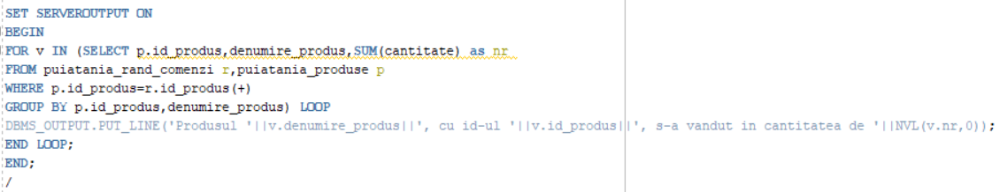 SET SERVEROUTPUT ON
BEGIN
FOR v IN (SELECT p.id_produs,denumire_produs,SUM(cantitate) as nr
FROM puiatania_rand_comenzi r,puiatania_produse p
WHERE p.id_produs=r.id_produs(+)
GROUP BY p.id_produs,denumire_produs) LOOP
DBMS_OUTPUT.PUT_LINE('Produsul '||v.denumire_produs||', cu id-ul '||v.id_produs||', s-a vandut in cantitatea de '||NVL(v.nr,0));
END LOOP;
END;
/